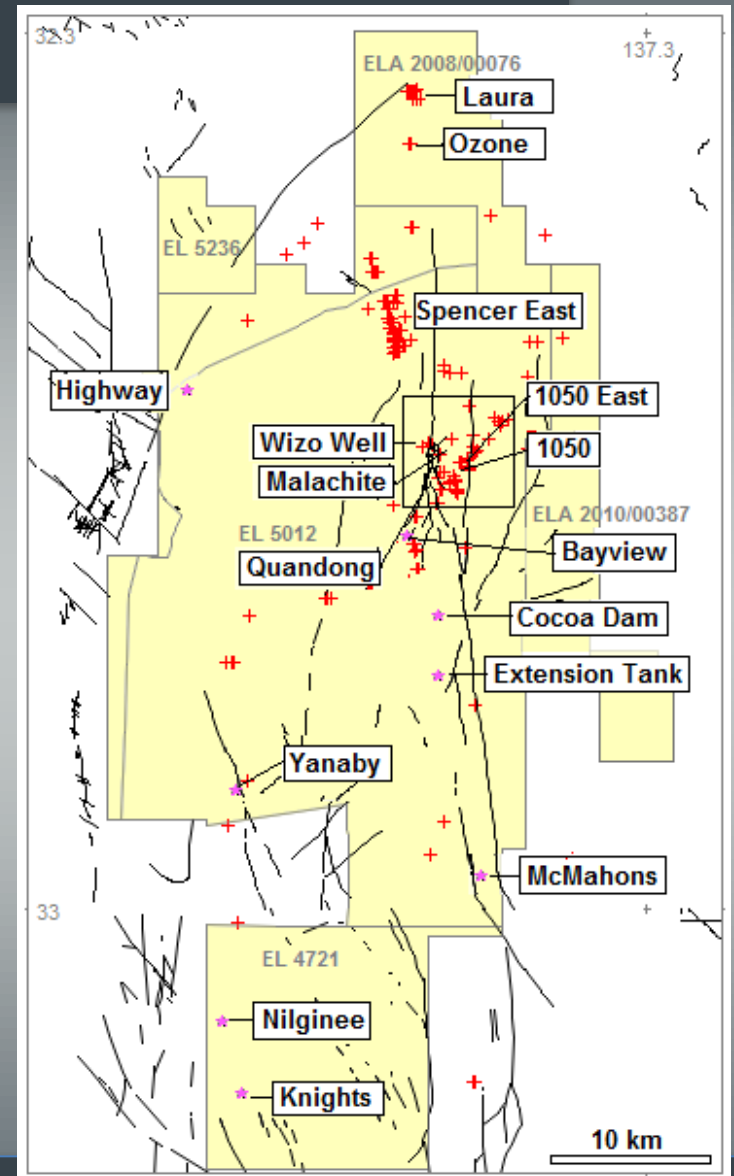 32.3
137.3
ELA 2008/00076
Laura
Ozone
EL 5236
Spencer East
Highway
1050 East
Wizo Well
1050
Malachite
ELA 2010/00387
EL 5012
Bayview
Quandong
Cocoa Dam
Extension Tank
Yanaby
McMahons
33
EL 4721
Nilginee
Knights
10 km